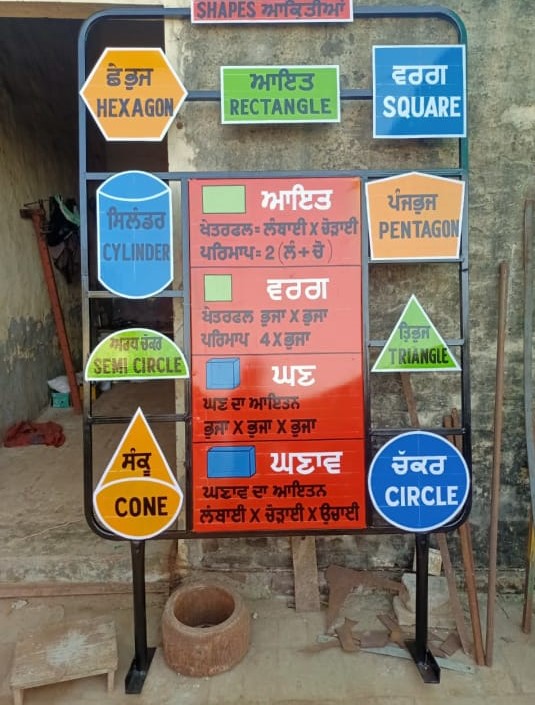 SHAPES ਆਕ੍ਰਿਤੀਆਂ
ਛੇਭੁਜ
HEXAGON
ਆਇਤ
RECTANGLE
ਵਰਗ
SQUARE
ਸਿਲੰਡਰ
CYLINDER
ਆਇਤ
ਖੇਤਰਫਲ = ਲੰਬਾਈ X ਚੋੜਾਈ
ਪਰਿਮਾਪ = 2 (ਲੰ + ਚੋ)
ਪੰਜਭੁਜ
PENTAGON
ਵਰਗ
ਖੇਤਰਫਲ ਭੁਜਾ X ਭੁਜਾ
ਪਰਿਮਾਪ 4 X ਭੁਜਾ
ਅਰਧ ਚੱਕਰ
SEMI CIRCLE
ਤ੍ਰਿਭੁਜ
TRIANGLE
ਘਣ
ਘਣ ਦਾ ਆਇਤਨ
ਭੁਜਾ X ਭੁਜਾ X ਭੁਜਾ
ਸੰਕੂ
CONE
ਘਣਾਵ
ਘਣਾਵ ਦਾ ਆਇਤਨ
ਲੰਬਾਈ X ਚੋੜਾਈ X ਉਚਾਈ
ਚੱਕਰ
CIRCLE